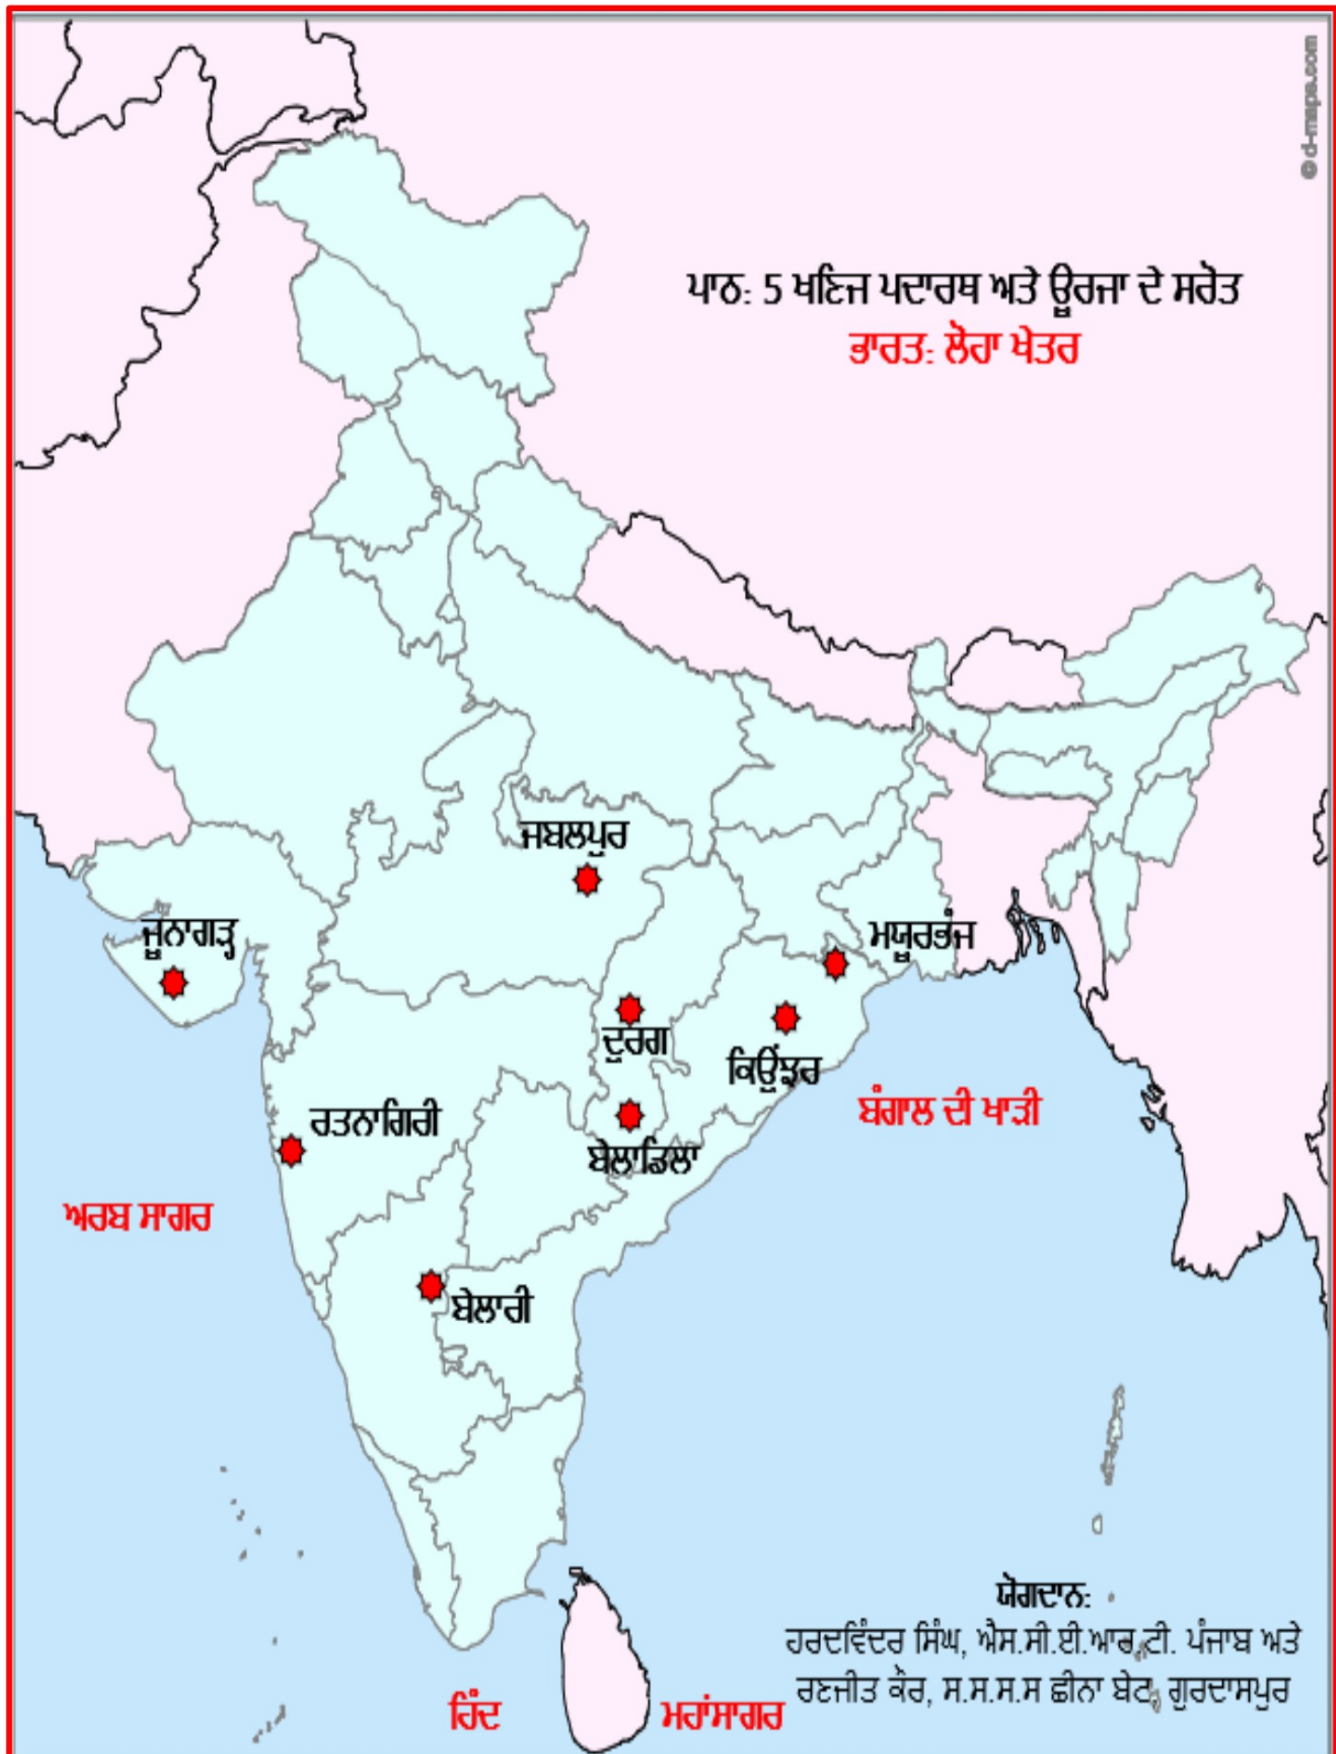 © d-maps.com
ਪਾਠ: 5 ਖਣਿਜ ਪਦਾਰਥ ਅਤੇ ਊਰਜਾ ਦੇ ਸਰੋਤ
ਭਾਰਤ: ਲੋਹਾ ਖੇਤਰ
ਜਬਲਪੁਰ
ਜੂਨਾਗੜ੍ਹ
ਮਯੂਰਭੰਜ
ਦੁਰਗ
ਕਿਉਂਝਰ
ਬੰਗਾਲ ਦੀ ਖਾੜੀ
ਰਤਨਾਗਿਰੀ
ਬੇਲਾਡਿਲਾ
ਅਰਬ ਸਾਗਰ
ਬੇਲਾਰੀ
ਯੋਗਦਾਨ:
ਹਰਦਵਿੰਦਰ ਸਿੰਘ, ਐਸ.ਸੀ.ਈ.ਆਰ.ਟੀ. ਪੰਜਾਬ ਅਤੇ
ਰਣਜੀਤ ਕੌਰ, ਸ.ਸ.ਸ.ਸ ਛੀਨਾ ਬੇਟ, ਗੁਰਦਾਸਪੁਰ
ਹਿੰਦ ਮਹਾਂਸਾਗਰ